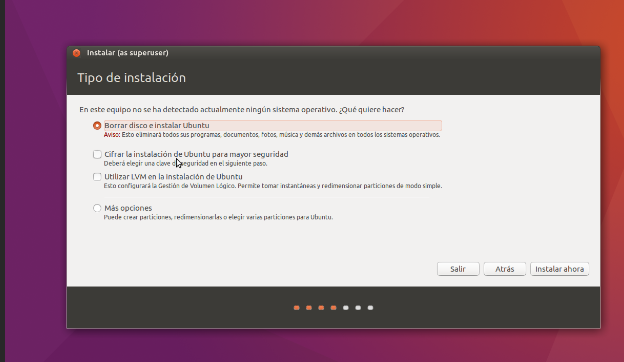 Instalar (as superuser)
Tipo de instalación
En este equipo no se ha detectado actualmente ningún sistema operativo. ¿Qué quiere hacer?
Borrar disco e instalar Ubuntu
Aviso: Esto eliminará todos sus programas, documentos, fotos, música y demás archivos en todos los sistemas operativos.
Cifrar la instalación de Ubuntu para mayor seguridad
Deberá elegir una clave de seguridad en el siguiente paso.
Utilizar LVM en la instalación de Ubuntu
Esto configurará la Gestión de Volumen Lógico. Permite tomar instantáneas y redimensionar particiones de modo simple.
Más opciones
Puede crear particiones, redimensionarlas o elegir varias particiones para Ubuntu.
Salir
Atrás
Instalar ahora